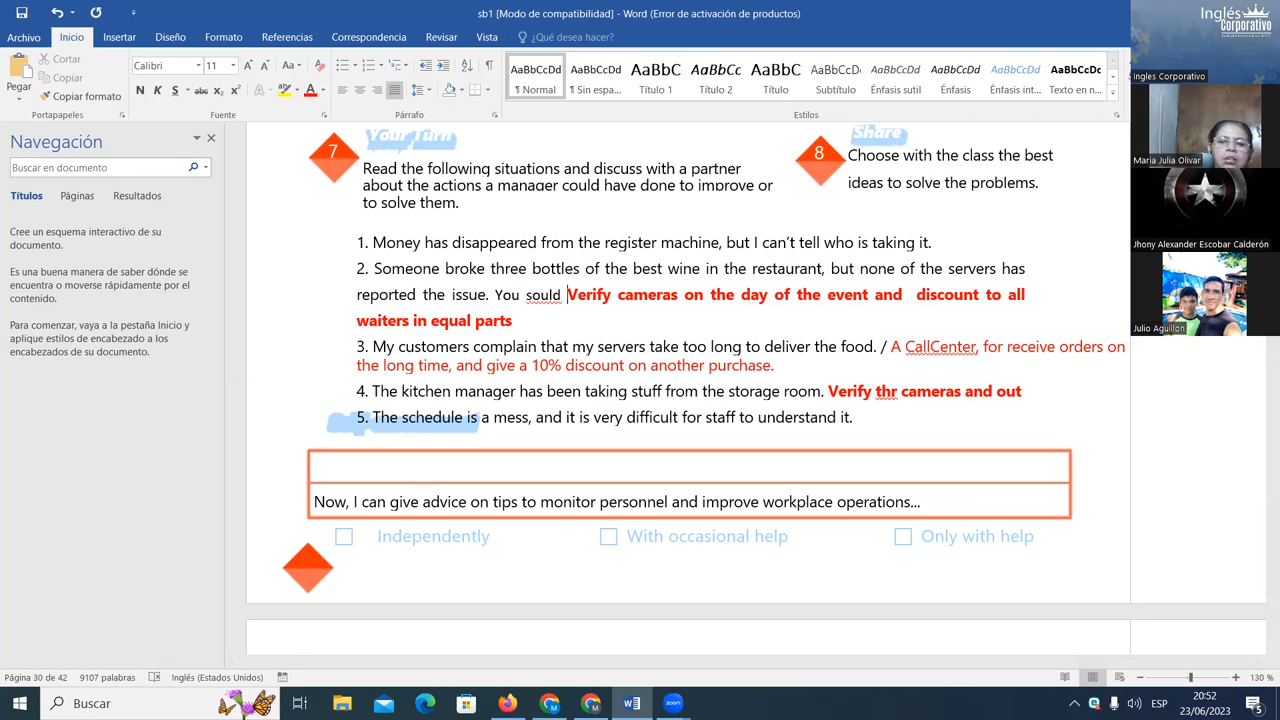 sb1 [Modo de compatibilidad] - Word (Error de activación de productos)
Archivo Inicio Insertar Diseño Formato Referencias Correspondencia Revisar Vista ¿Qué desea hacer?
Pegar
Cortar
Copiar
Copiar formato
Portapapeles
Calibri 11
N K S abc x₂ x²
Fuente
Párrafo
AaBbCcDd AaBbCcDd AaBbC AaBbCc AaBbC AaBbCcD AaBbCcDd AaBbCcDd AaBbCcDd AaBbCcDc
¶ Normal ¶ Sin espa... Título 1 Título 2 Título Subtítulo Énfasis sutil Énfasis Énfasis int... Texto en n...
Estilos
Navegación
Buscar en documento
Títulos Páginas Resultados
Cree un esquema interactivo de su
documento.
Es una buena manera de saber dónde se
encuentra o moverse rápidamente por el
contenido.
Para comenzar, vaya a la pestaña Inicio y
aplique estilos de encabezado a los
encabezados de su documento.
7
Your Turn
Read the following situations and discuss with a partner
about the actions a manager could have done to improve or
to solve them.
8
Share
Choose with the class the best
ideas to solve the problems.
1. Money has disappeared from the register machine, but I can't tell who is taking it.
2. Someone broke three bottles of the best wine in the restaurant, but none of the servers has
reported the issue. You sould Verify cameras on the day of the event and discount to all
waiters in equal parts
3. My customers complain that my servers take too long to deliver the food. / A CallCenter, for receive orders on
the long time, and give a 10% discount on another purchase.
4. The kitchen manager has been taking stuff from the storage room. Verify thr cameras and out
5. The schedule is a mess, and it is very difficult for staff to understand it.
Now, I can give advice on tips to monitor personnel and improve workplace operations...
Independently With occasional help Only with help
Inglés
Corporativo
Ingles Corporativo
Maria Julia Olivar
Jhony Alexander Escobar Calderón
Julio Aguillon
Página 30 de 42 9107 palabras Inglés (Estados Unidos) 130 %
Buscar
ESP
20:52
23/06/2023
5